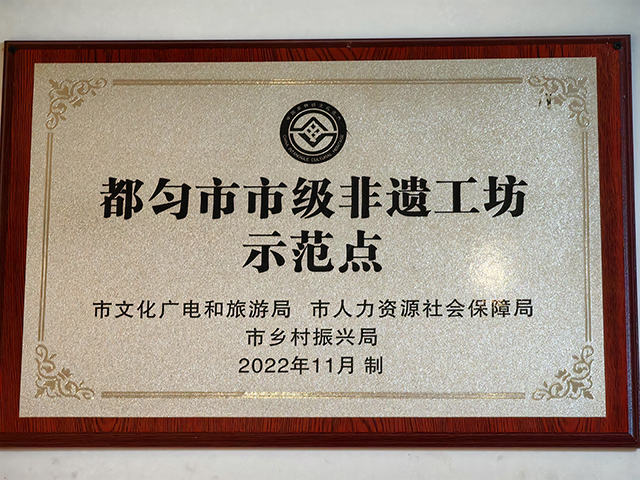 都匀市市级非遗工坊
示范点
市文化广电和旅游局 市人力资源社会保障局
市乡村振兴局
2022年11月 制